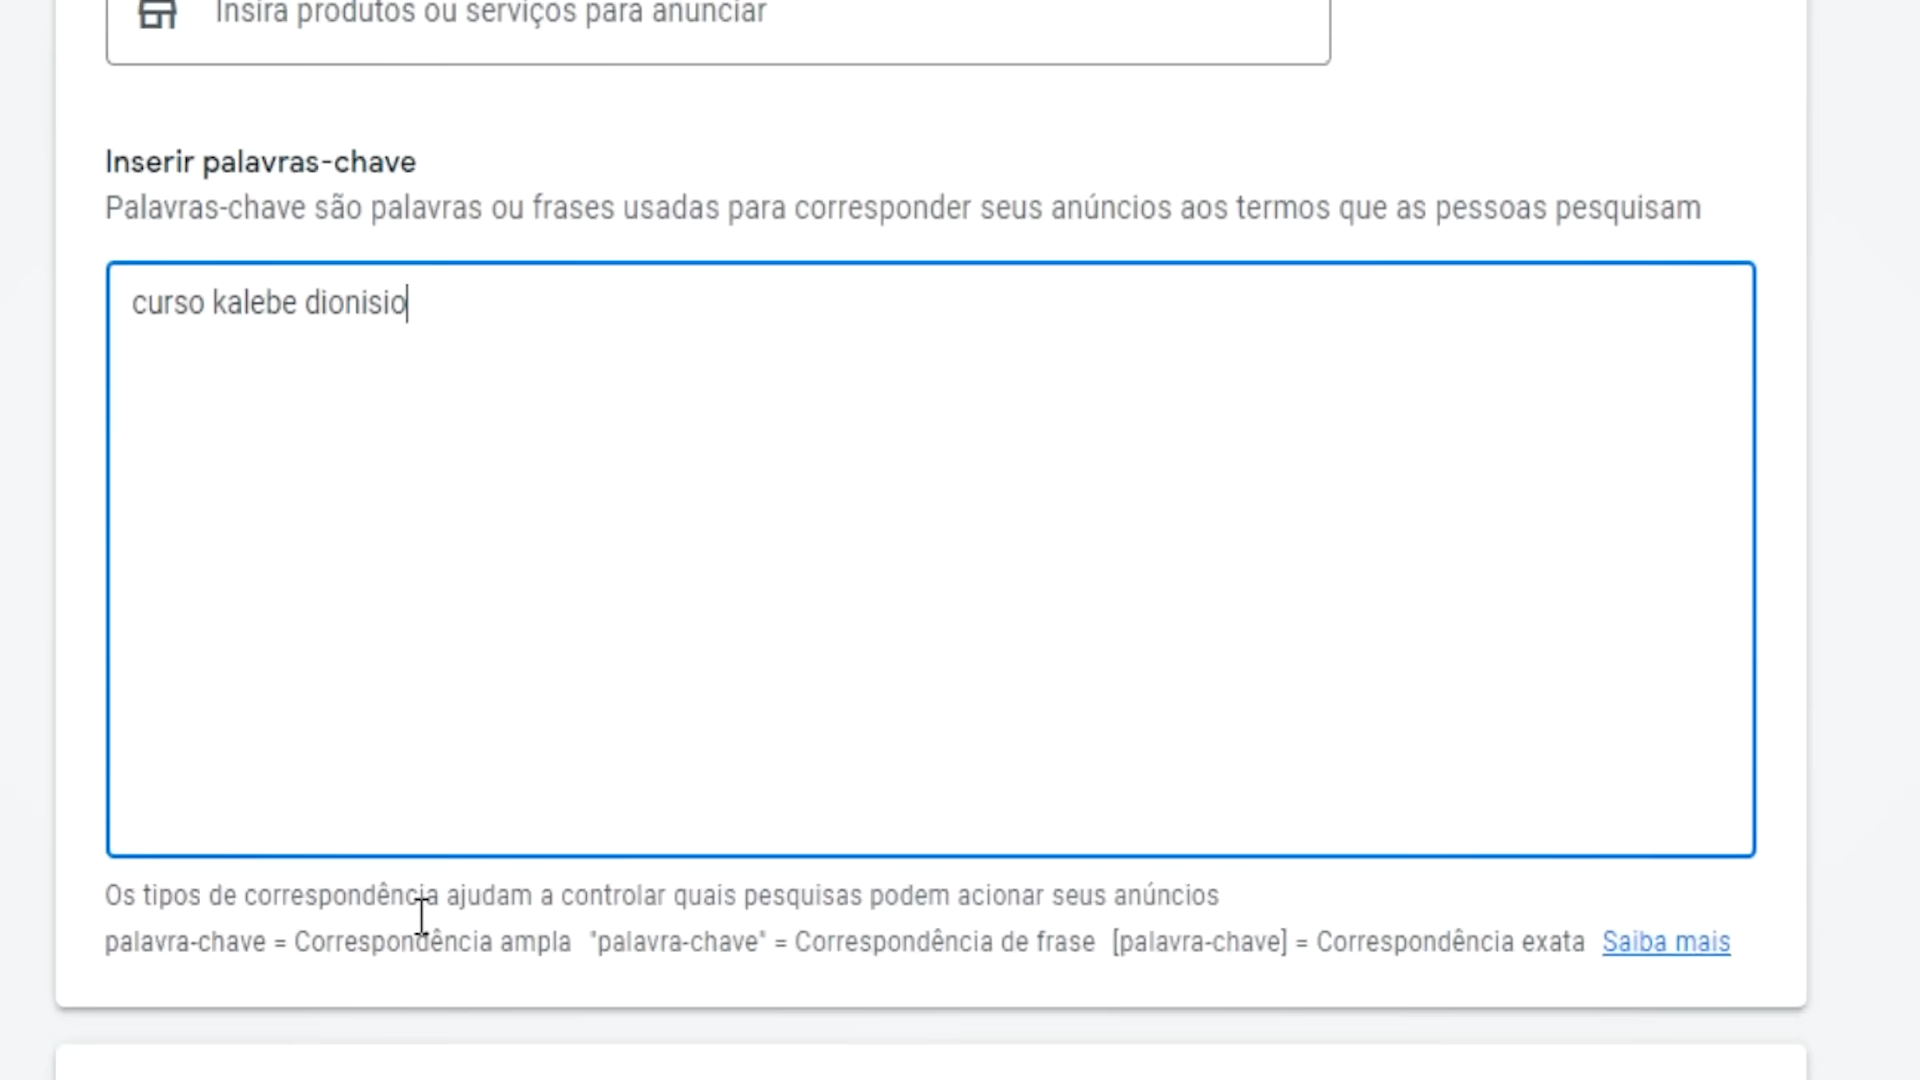 Insira produtos ou serviços para anunciar
Inserir palavras-chave
Palavras-chave são palavras ou frases usadas para corresponder seus anúncios aos termos que as pessoas pesquisam
curso kalebe dionisio
Os tipos de correspondência ajudam a controlar quais pesquisas podem acionar seus anúncios
palavra-chave = Correspondência ampla "palavra-chave" = Correspondência de frase [palavra-chave] = Correspondência exata Saiba mais